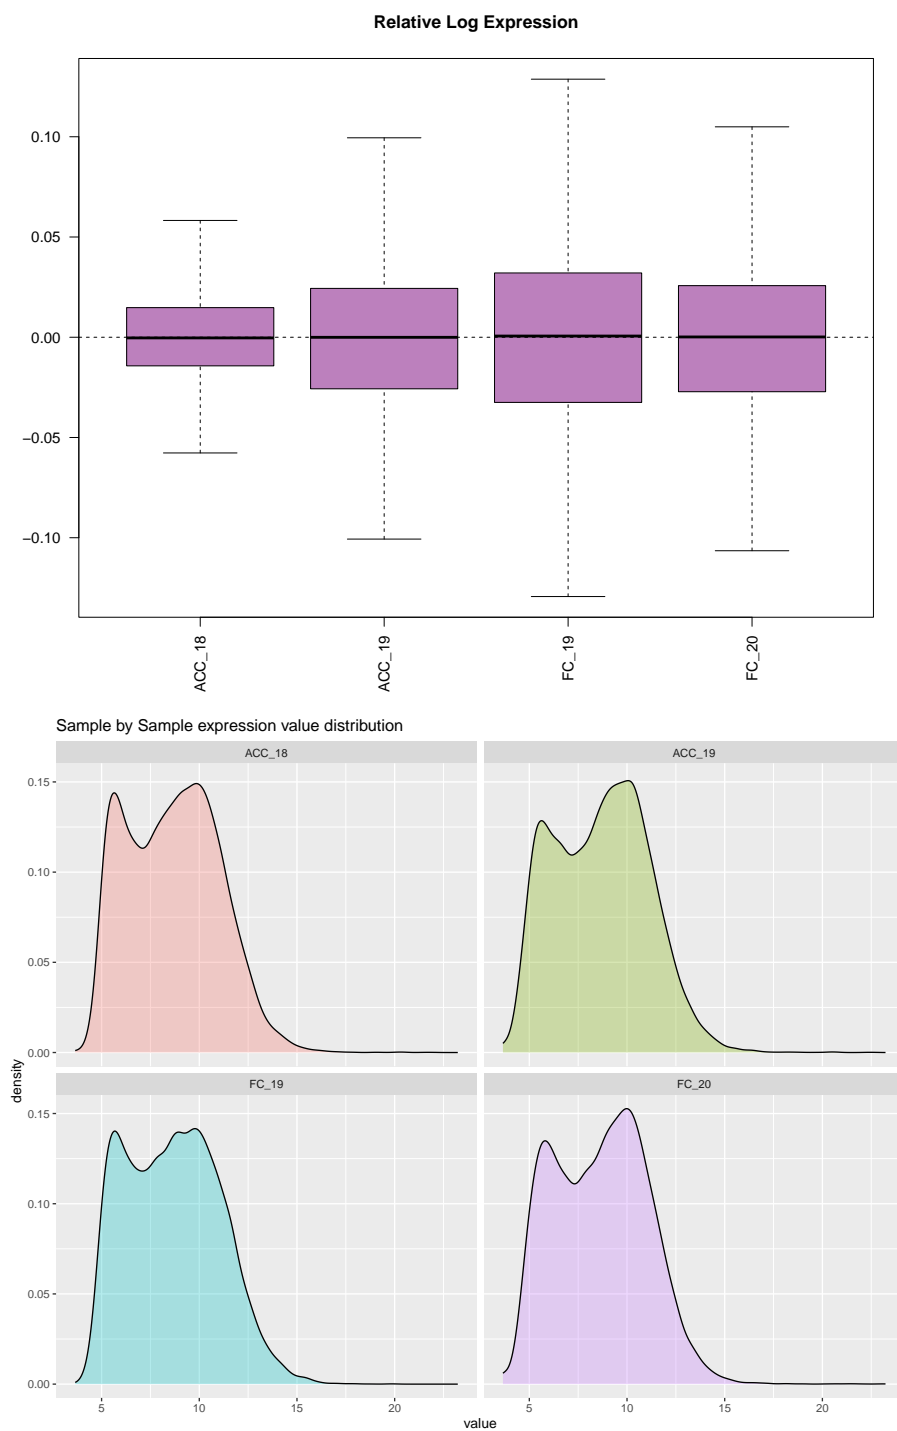 Relative Log Expression
0.10
0.05
0.00
−0.05
−0.10
ACC_18
ACC_19
FC_19
FC_20
Sample by Sample expression value distribution
ACC_18
ACC_19
0.15
0.10
0.05
0.00
density
FC_19
FC_20
0.15
0.10
0.05
0.00
5 10 15 20 5 10 15 20
value